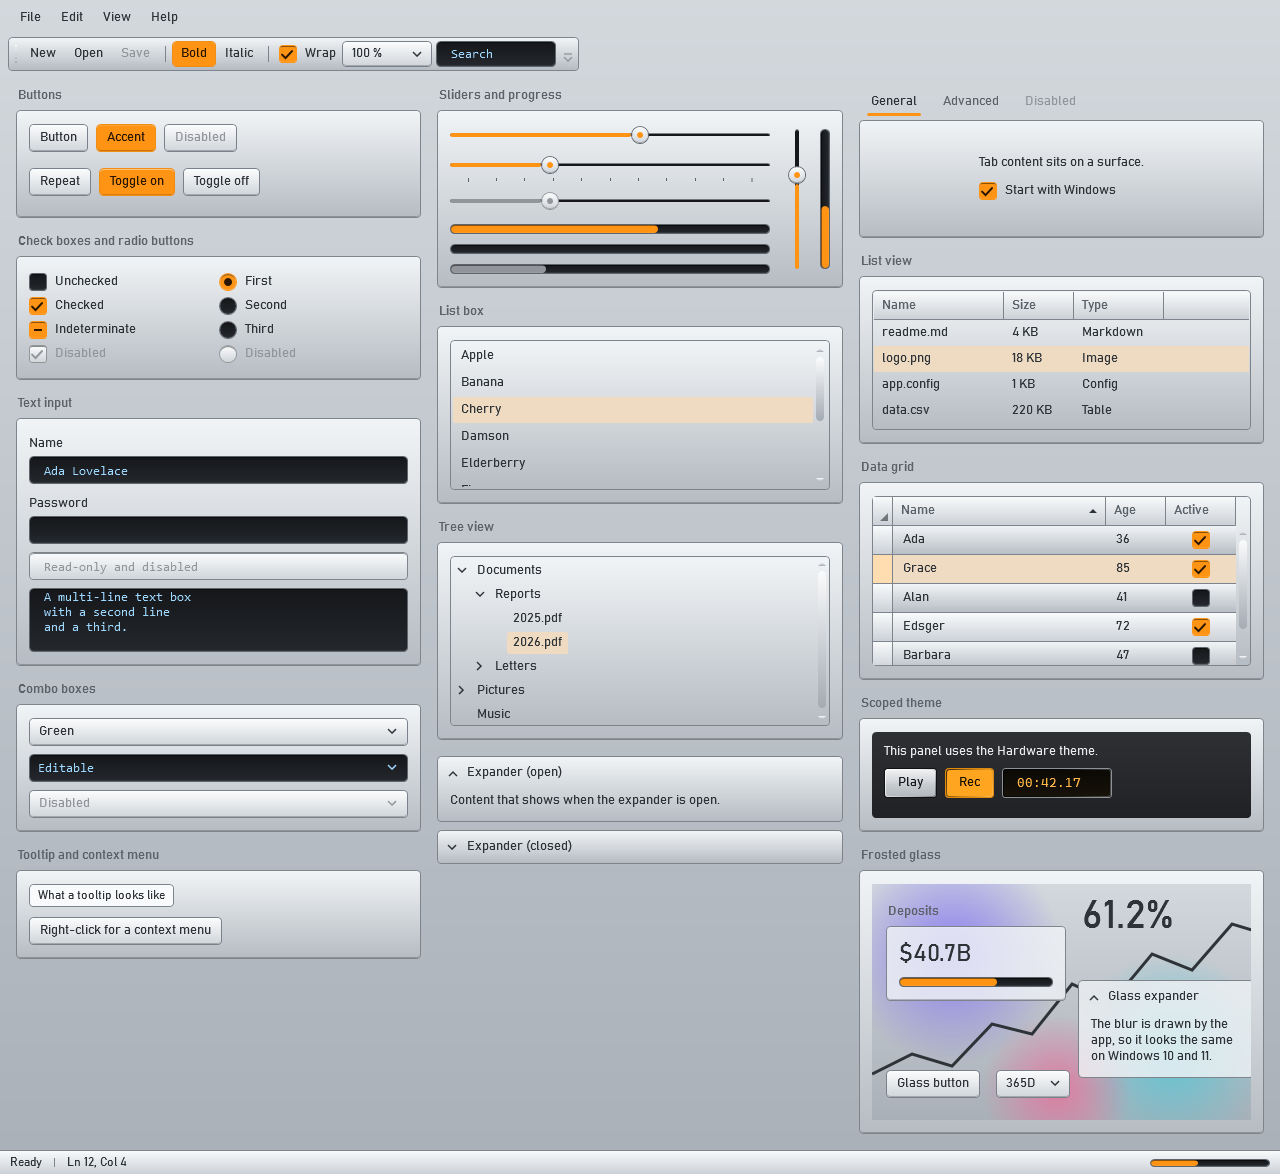 File Edit View Help
New Open Save Bold Italic Wrap 100 % Search
Buttons
Button Accent Disabled
Repeat Toggle on Toggle off
Check boxes and radio buttons
Unchecked First
Checked Second
Indeterminate Third
Disabled Disabled
Text input
Name
Ada Lovelace
Password
Read-only and disabled
A multi-line text box
with a second line
and a third.
Combo boxes
Green
Editable
Disabled
Tooltip and context menu
What a tooltip looks like
Right-click for a context menu
Sliders and progress
List box
Apple
Banana
Cherry
Damson
Elderberry
Tree view
Documents
Reports
2025.pdf
2026.pdf
Letters
Pictures
Music
Expander (open)
Content that shows when the expander is open.
Expander (closed)
General Advanced Disabled
Tab content sits on a surface.
Start with Windows
List view
Name Size Type
readme.md 4 KB Markdown
logo.png 18 KB Image
app.config 1 KB Config
data.csv 220 KB Table
Data grid
Name Age Active
Ada 36
Grace 85
Alan 41
Edsger 72
Barbara 47
Scoped theme
This panel uses the Hardware theme.
Play Rec 00:42.17
Frosted glass
Deposits
61.2%
$40.7B
Glass expander
The blur is drawn by the
app, so it looks the same
on Windows 10 and 11.
Glass button 365D
Ready Ln 12, Col 4